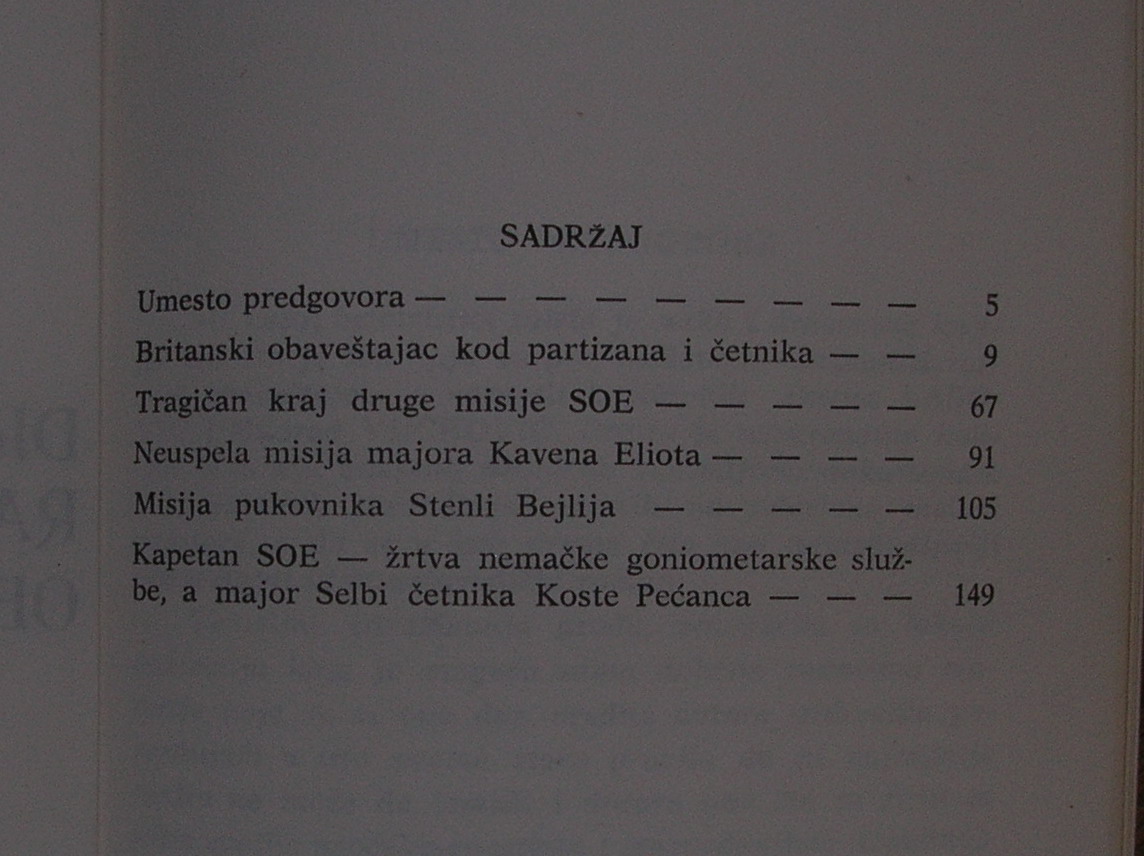 SADRŽAJ
Umesto predgovora — — — — — — — — — 5
Britanski obaveštajac kod partizana i četnika — — 9
Tragičan kraj druge misije SOE — — — — — 67
Neuspela misija majora Kavena Eliota — — — — 91
Misija pukovnika Stenli Bejlija — — — — — 105
Kapetan SOE — žrtva nemačke goniometarske služ-
be, a major Selbi četnika Koste Pećanca — — — 149